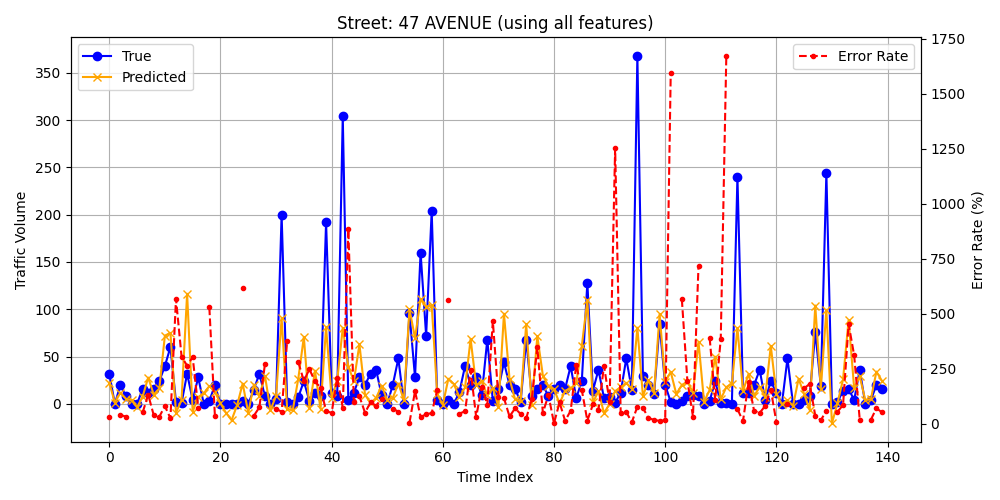 Street: 47 AVENUE (using all features)
True
Predicted
Error Rate
Traffic Volume
350
300
250
200
150
100
50
0
1750
1500
1250
1000
750
500
250
0
Error Rate (%)
0 20 40 60 80 100 120 140
Time Index